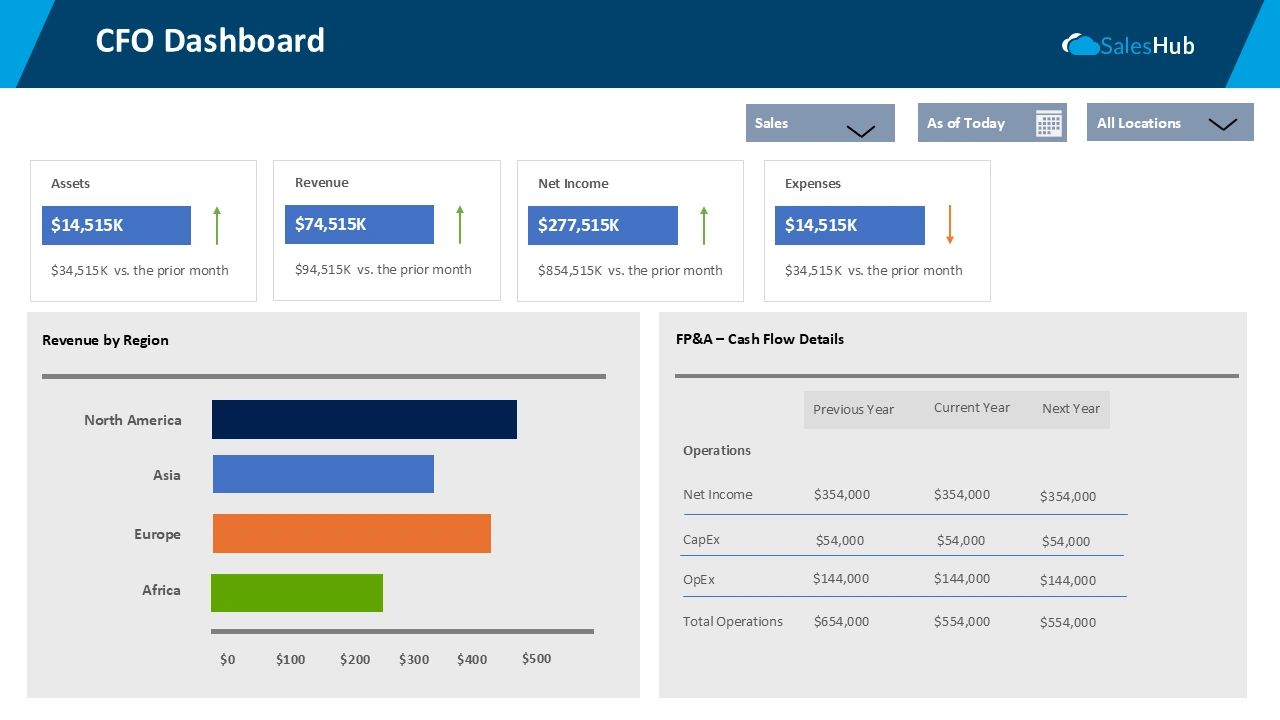 CFO Dashboard
SalesHub
Sales
As of Today
All Locations
Assets
$14,515K
$34,515K vs. the prior month
Revenue
$74,515K
$94,515K vs. the prior month
Net Income
$277,515K
$854,515K vs. the prior month
Expenses
$14,515K
$34,515K vs. the prior month
Revenue by Region
North America
Asia
Europe
Africa
$0 $100 $200 $300 $400 $500
FP&A – Cash Flow Details
Previous Year Current Year Next Year
Operations
Net Income $354,000 $354,000 $354,000
CapEx $54,000 $54,000 $54,000
OpEx $144,000 $144,000 $144,000
Total Operations $654,000 $554,000 $554,000